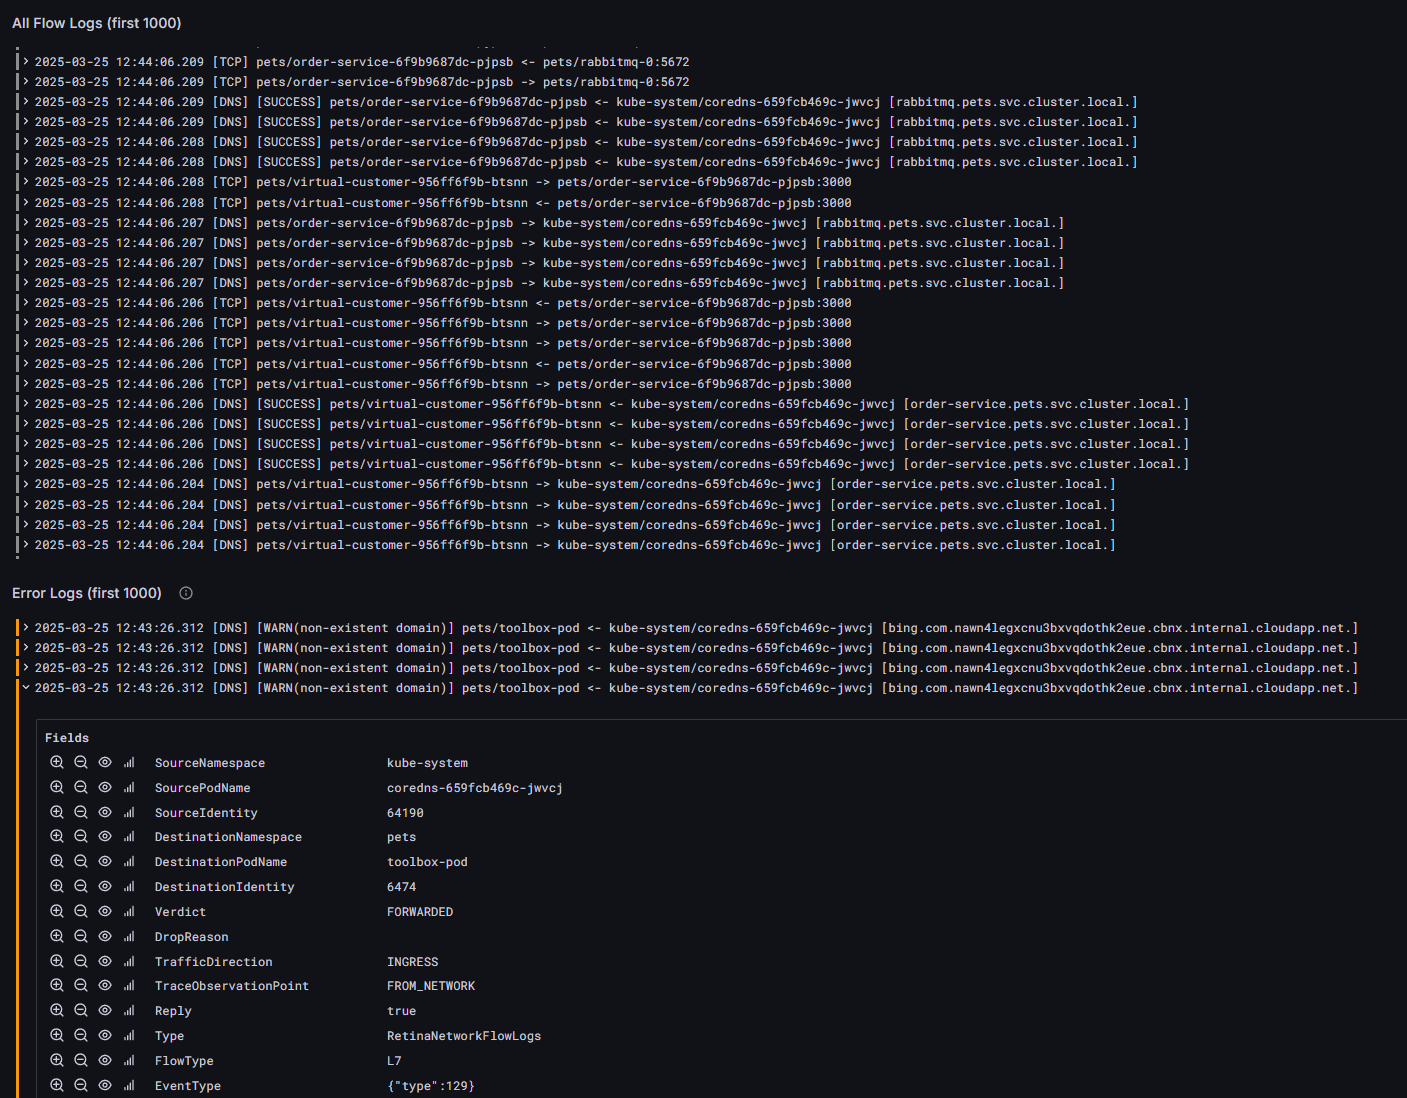 All Flow Logs (first 1000)
2025-03-25 12:44:06.209 [TCP] pets/order-service-6f9b9687dc-pjpsb <- pets/rabbitmq-0:5672
2025-03-25 12:44:06.209 [TCP] pets/order-service-6f9b9687dc-pjpsb -> pets/rabbitmq-0:5672
2025-03-25 12:44:06.209 [DNS] [SUCCESS] pets/order-service-6f9b9687dc-pjpsb <- kube-system/coredns-659fcb469c-jwvcj [rabbitmq.pets.svc.cluster.local.]
2025-03-25 12:44:06.209 [DNS] [SUCCESS] pets/order-service-6f9b9687dc-pjpsb <- kube-system/coredns-659fcb469c-jwvcj [rabbitmq.pets.svc.cluster.local.]
2025-03-25 12:44:06.208 [DNS] [SUCCESS] pets/order-service-6f9b9687dc-pjpsb <- kube-system/coredns-659fcb469c-jwvcj [rabbitmq.pets.svc.cluster.local.]
2025-03-25 12:44:06.208 [DNS] [SUCCESS] pets/order-service-6f9b9687dc-pjpsb <- kube-system/coredns-659fcb469c-jwvcj [rabbitmq.pets.svc.cluster.local.]
2025-03-25 12:44:06.208 [TCP] pets/virtual-customer-956ff6f9b-btsnn -> pets/order-service-6f9b9687dc-pjpsb:3000
2025-03-25 12:44:06.208 [TCP] pets/virtual-customer-956ff6f9b-btsnn <- pets/order-service-6f9b9687dc-pjpsb:3000
2025-03-25 12:44:06.207 [DNS] pets/order-service-6f9b9687dc-pjpsb -> kube-system/coredns-659fcb469c-jwvcj [rabbitmq.pets.svc.cluster.local.]
2025-03-25 12:44:06.207 [DNS] pets/order-service-6f9b9687dc-pjpsb -> kube-system/coredns-659fcb469c-jwvcj [rabbitmq.pets.svc.cluster.local.]
2025-03-25 12:44:06.207 [DNS] pets/order-service-6f9b9687dc-pjpsb -> kube-system/coredns-659fcb469c-jwvcj [rabbitmq.pets.svc.cluster.local.]
2025-03-25 12:44:06.207 [DNS] pets/order-service-6f9b9687dc-pjpsb -> kube-system/coredns-659fcb469c-jwvcj [rabbitmq.pets.svc.cluster.local.]
2025-03-25 12:44:06.206 [TCP] pets/virtual-customer-956ff6f9b-btsnn <- pets/order-service-6f9b9687dc-pjpsb:3000
2025-03-25 12:44:06.206 [TCP] pets/virtual-customer-956ff6f9b-btsnn -> pets/order-service-6f9b9687dc-pjpsb:3000
2025-03-25 12:44:06.206 [TCP] pets/virtual-customer-956ff6f9b-btsnn -> pets/order-service-6f9b9687dc-pjpsb:3000
2025-03-25 12:44:06.206 [TCP] pets/virtual-customer-956ff6f9b-btsnn <- pets/order-service-6f9b9687dc-pjpsb:3000
2025-03-25 12:44:06.206 [TCP] pets/virtual-customer-956ff6f9b-btsnn -> pets/order-service-6f9b9687dc-pjpsb:3000
2025-03-25 12:44:06.206 [DNS] [SUCCESS] pets/virtual-customer-956ff6f9b-btsnn <- kube-system/coredns-659fcb469c-jwvcj [order-service.pets.svc.cluster.local.]
2025-03-25 12:44:06.206 [DNS] [SUCCESS] pets/virtual-customer-956ff6f9b-btsnn <- kube-system/coredns-659fcb469c-jwvcj [order-service.pets.svc.cluster.local.]
2025-03-25 12:44:06.206 [DNS] [SUCCESS] pets/virtual-customer-956ff6f9b-btsnn <- kube-system/coredns-659fcb469c-jwvcj [order-service.pets.svc.cluster.local.]
2025-03-25 12:44:06.206 [DNS] [SUCCESS] pets/virtual-customer-956ff6f9b-btsnn <- kube-system/coredns-659fcb469c-jwvcj [order-service.pets.svc.cluster.local.]
2025-03-25 12:44:06.204 [DNS] pets/virtual-customer-956ff6f9b-btsnn -> kube-system/coredns-659fcb469c-jwvcj [order-service.pets.svc.cluster.local.]
2025-03-25 12:44:06.204 [DNS] pets/virtual-customer-956ff6f9b-btsnn -> kube-system/coredns-659fcb469c-jwvcj [order-service.pets.svc.cluster.local.]
2025-03-25 12:44:06.204 [DNS] pets/virtual-customer-956ff6f9b-btsnn -> kube-system/coredns-659fcb469c-jwvcj [order-service.pets.svc.cluster.local.]
2025-03-25 12:44:06.204 [DNS] pets/virtual-customer-956ff6f9b-btsnn -> kube-system/coredns-659fcb469c-jwvcj [order-service.pets.svc.cluster.local.]
Error Logs (first 1000)
2025-03-25 12:43:26.312 [DNS] [WARN(non-existent domain)] pets/toolbox-pod <- kube-system/coredns-659fcb469c-jwvcj [bing.com.nawn4legxcnu3bxvqdothk2eue.cbnx.internal.cloudapp.net.]
2025-03-25 12:43:26.312 [DNS] [WARN(non-existent domain)] pets/toolbox-pod <- kube-system/coredns-659fcb469c-jwvcj [bing.com.nawn4legxcnu3bxvqdothk2eue.cbnx.internal.cloudapp.net.]
2025-03-25 12:43:26.312 [DNS] [WARN(non-existent domain)] pets/toolbox-pod <- kube-system/coredns-659fcb469c-jwvcj [bing.com.nawn4legxcnu3bxvqdothk2eue.cbnx.internal.cloudapp.net.]
2025-03-25 12:43:26.312 [DNS] [WARN(non-existent domain)] pets/toolbox-pod <- kube-system/coredns-659fcb469c-jwvcj [bing.com.nawn4legxcnu3bxvqdothk2eue.cbnx.internal.cloudapp.net.]
Fields
SourceNamespace kube-system
SourcePodName coredns-659fcb469c-jwvcj
SourceIdentity 64190
DestinationNamespace pets
DestinationPodName toolbox-pod
DestinationIdentity 6474
Verdict FORWARDED
DropReason
TrafficDirection INGRESS
TraceObservationPoint FROM_NETWORK
Reply true
Type RetinaNetworkFlowLogs
FlowType L7
EventType {"type":129}